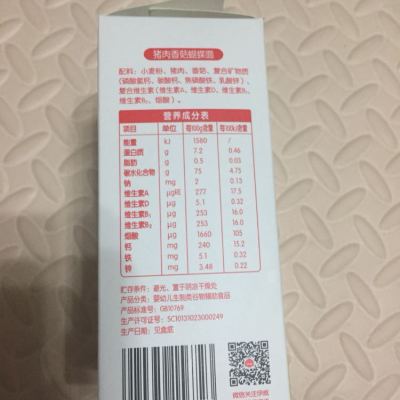 猪肉香菇蝴蝶面
配料：小麦粉、猪肉、香菇、复合矿物质
（磷酸氢钙、碳酸钙、焦磷酸铁、乳酸锌）、
复合维生素（维生素A、维生素D、维生素B₁、
维生素B₂、烟酸）。
营养成分表
项目 单位 每100g含量 每100kJ含量
能量 kJ 1580 /
蛋白质 g 7.2 0.46
脂肪 g 0.5 0.03
碳水化合物 g 75 4.75
钠 mg 2 0.13
维生素A μgRE 277 17.5
维生素D μg 5.1 0.32
维生素B₁ μg 253 16.0
维生素B₂ μg 253 16.0
烟酸 μg 1660 105
钙 mg 240 15.2
铁 mg 5.1 0.32
锌 mg 3.48 0.22
贮存条件：避光、置于阴凉干燥处
产品分类：婴幼儿生制类谷物辅助食品
产品标准号：GB10769
生产许可证号：SC10131023000249
生产日期：见盒底
微信关注伊威